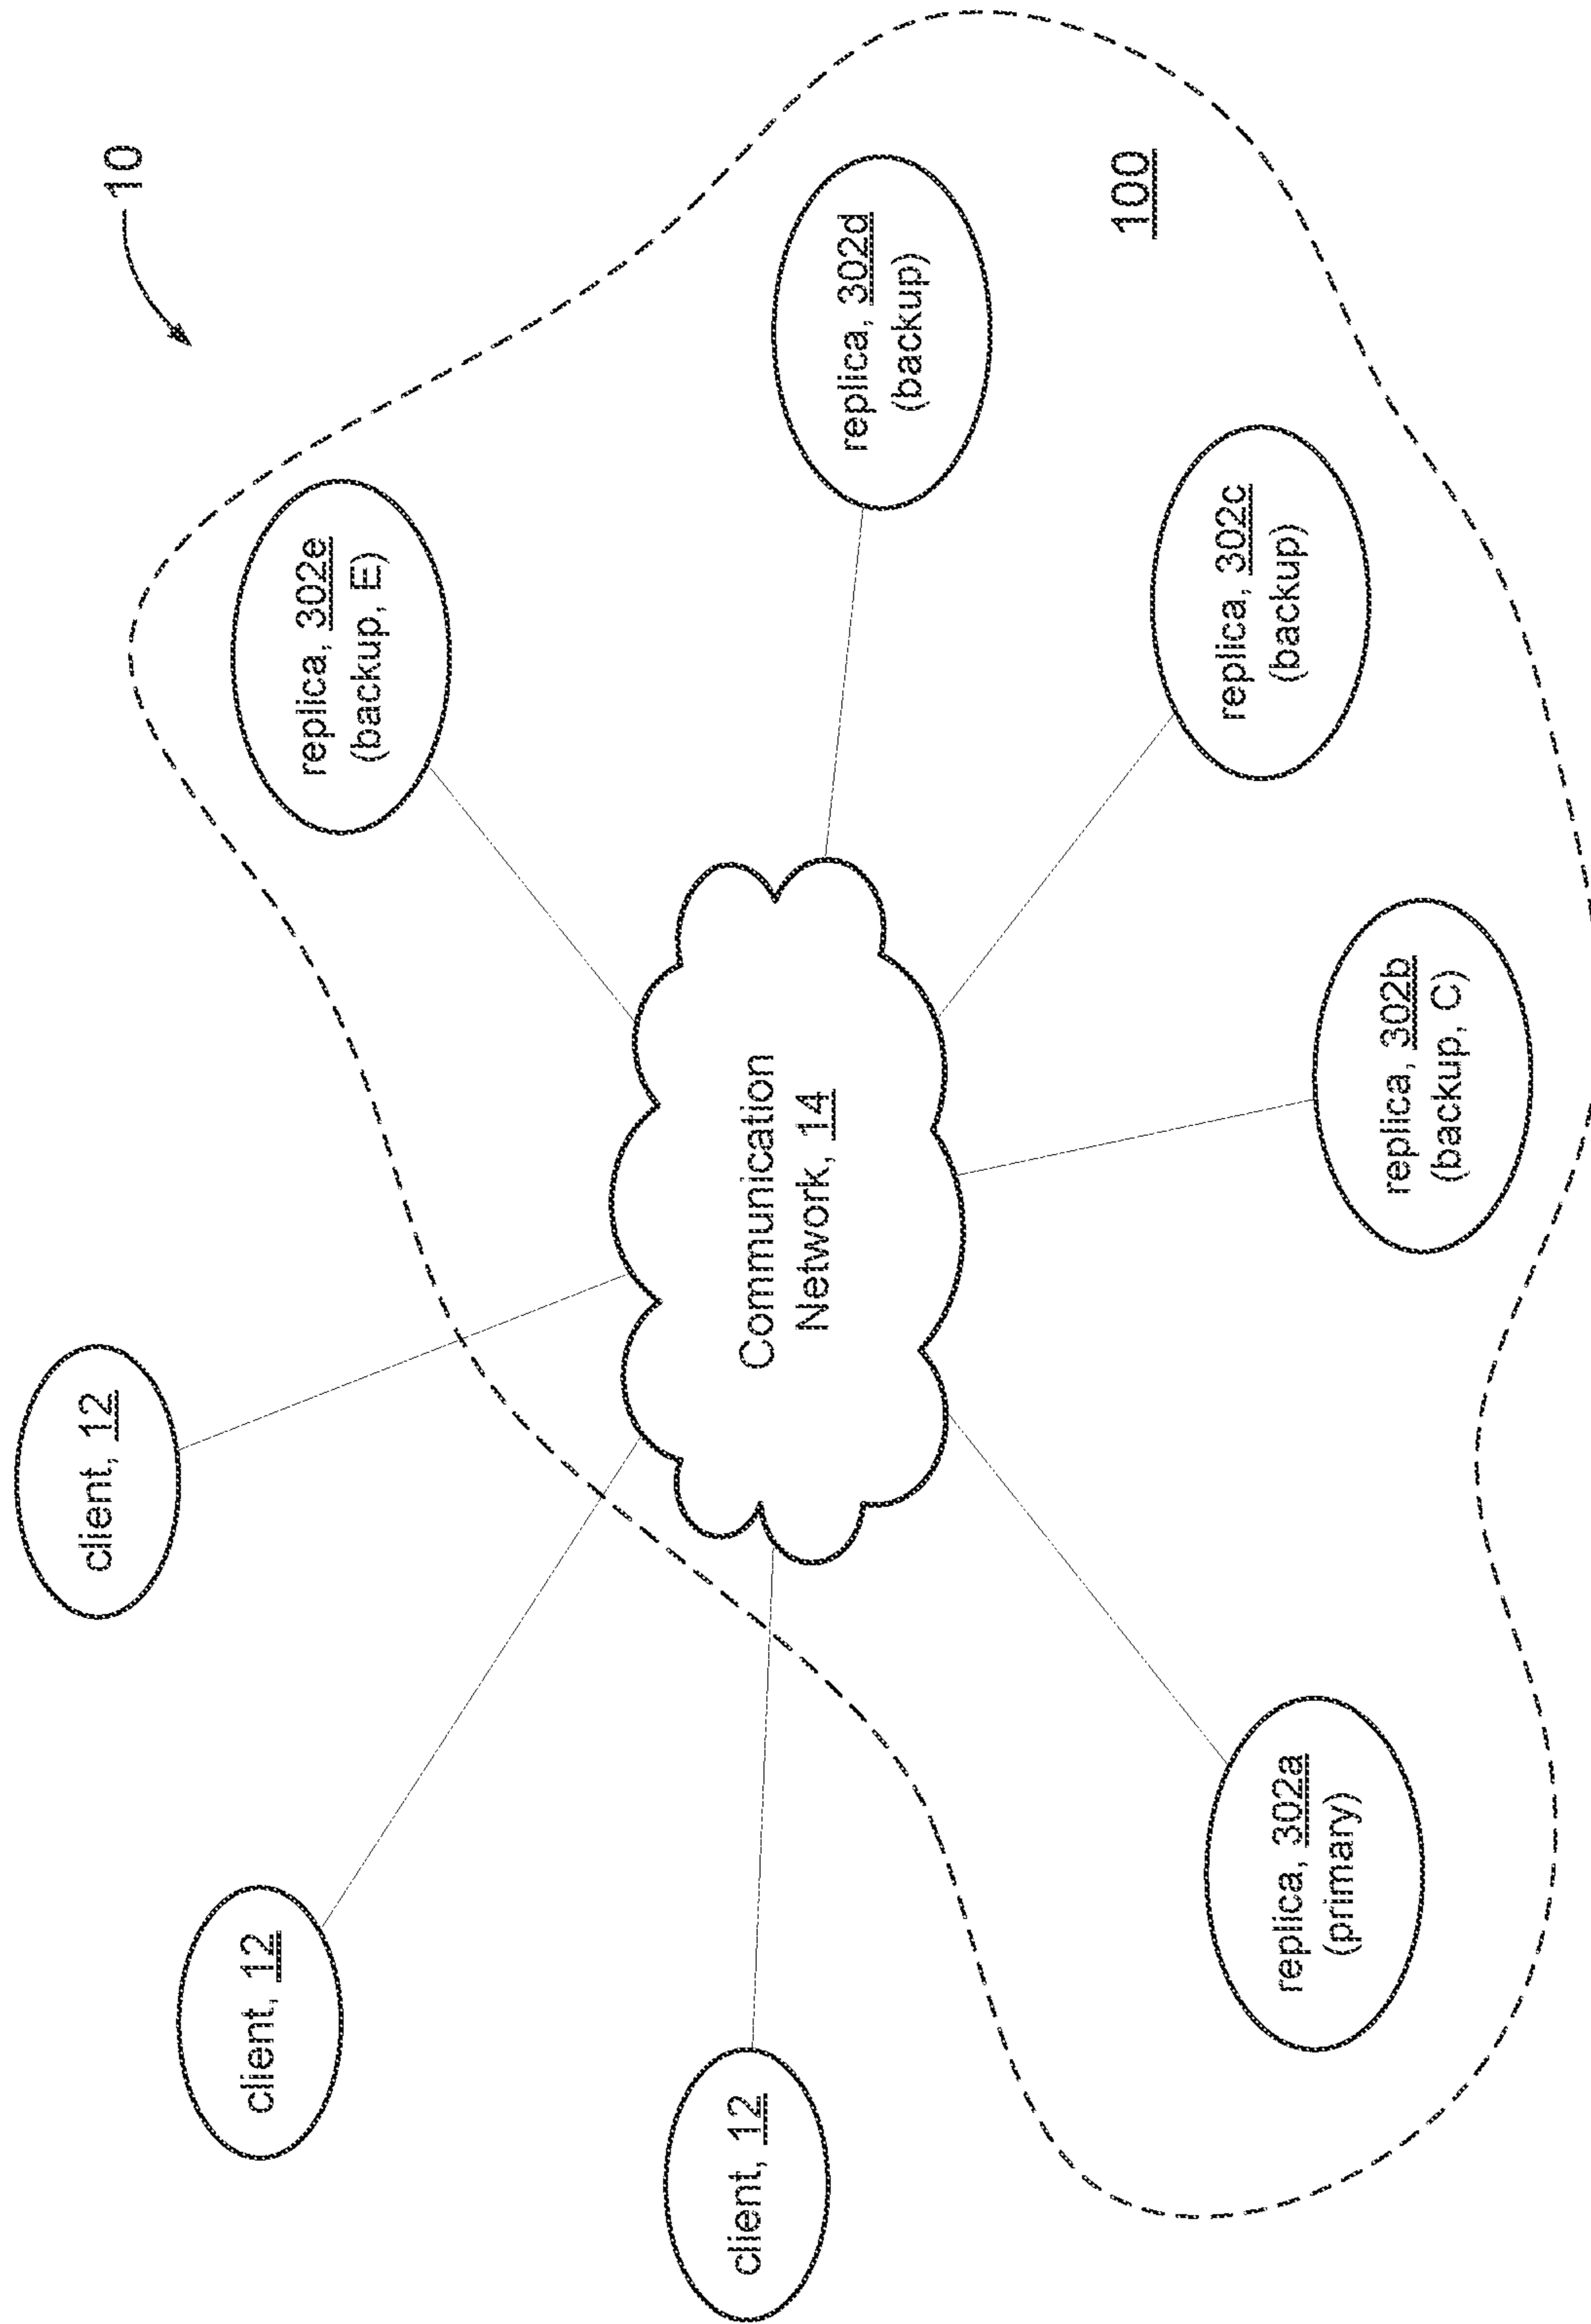 10
client, 12
client, 12
client, 12
Communication
Network, 14
replica, 302e
(backup, E)
replica, 302d
(backup)
100
replica, 302c
(backup)
replica, 302b
(backup, C)
replica, 302a
(primary)